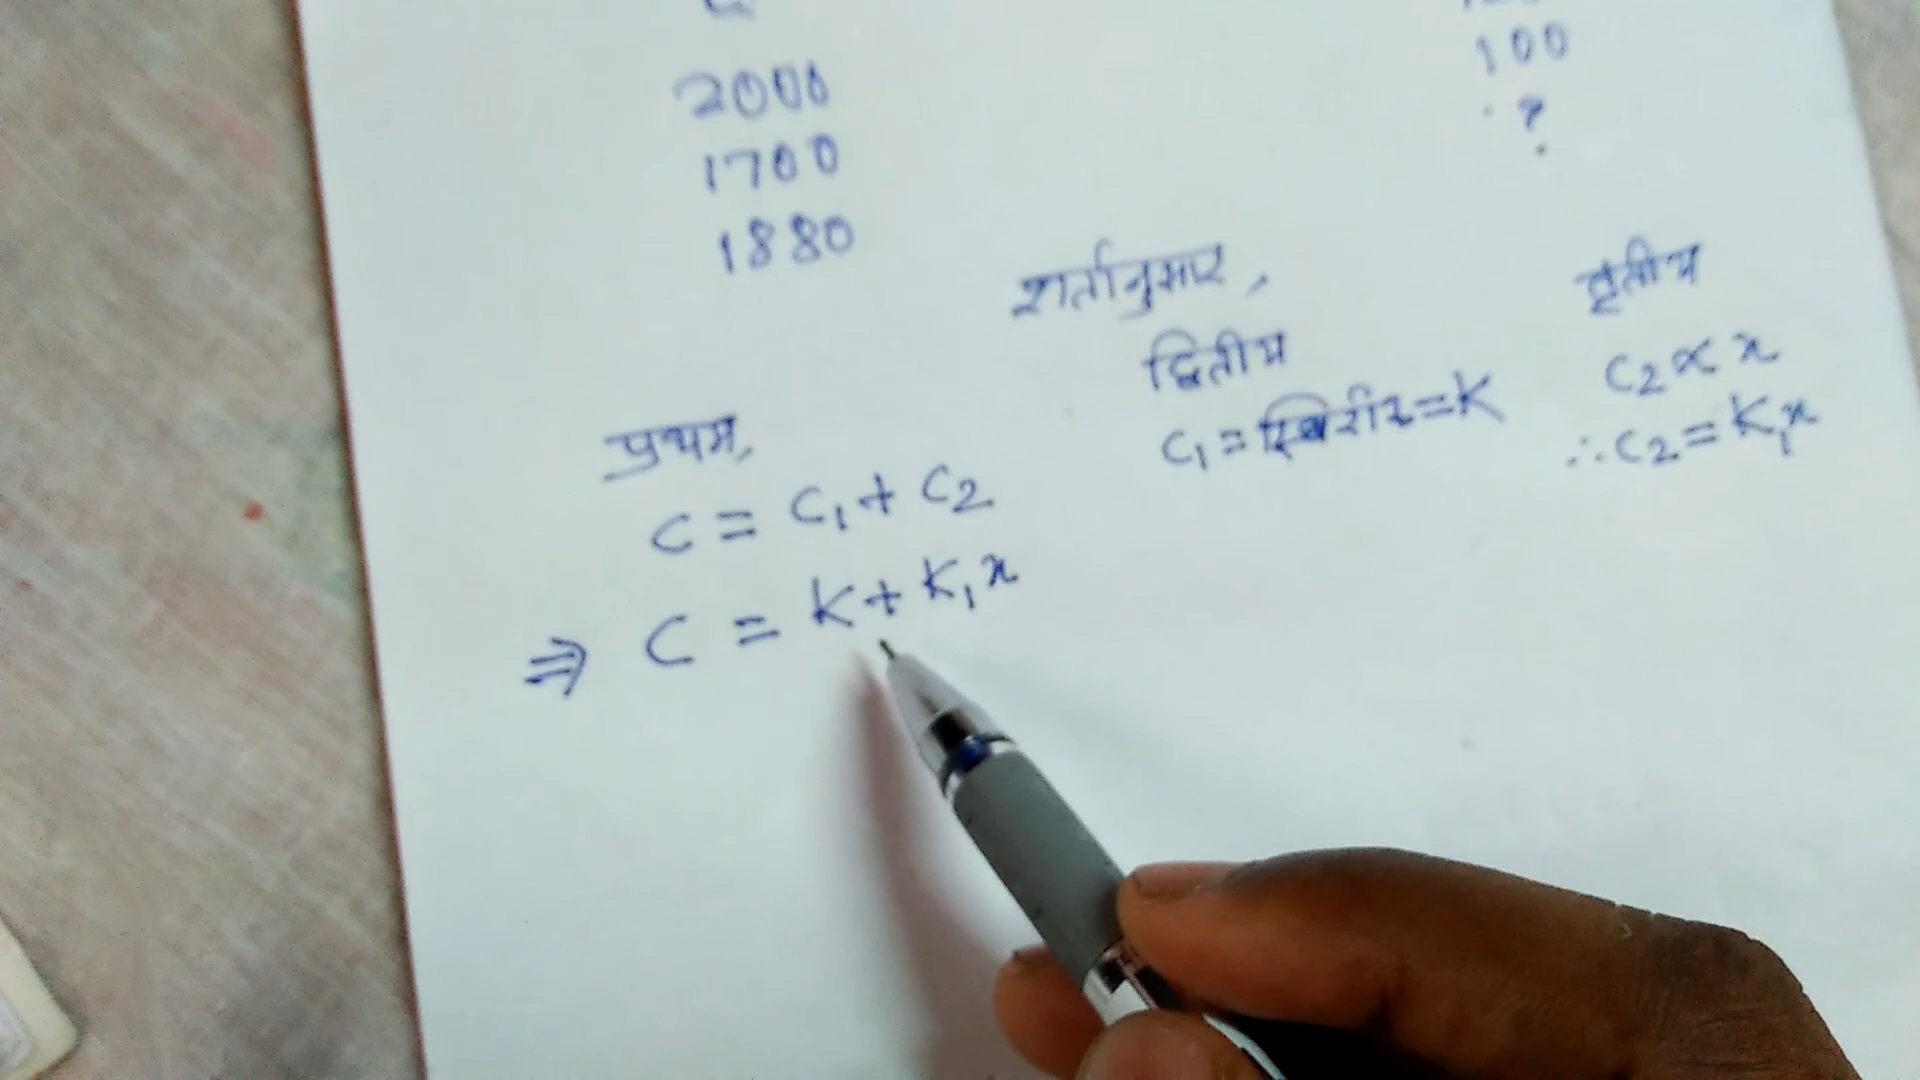 2000
100
1700
?
1880
शर्तानुसार,
प्रथम,
द्वितीय
तृतीय
C = C₁ + C₂
C₁ = स्थिरांक = K
C₂ ∝ x
⇒ C = K + K₁x
∴ C₂ = K₁x